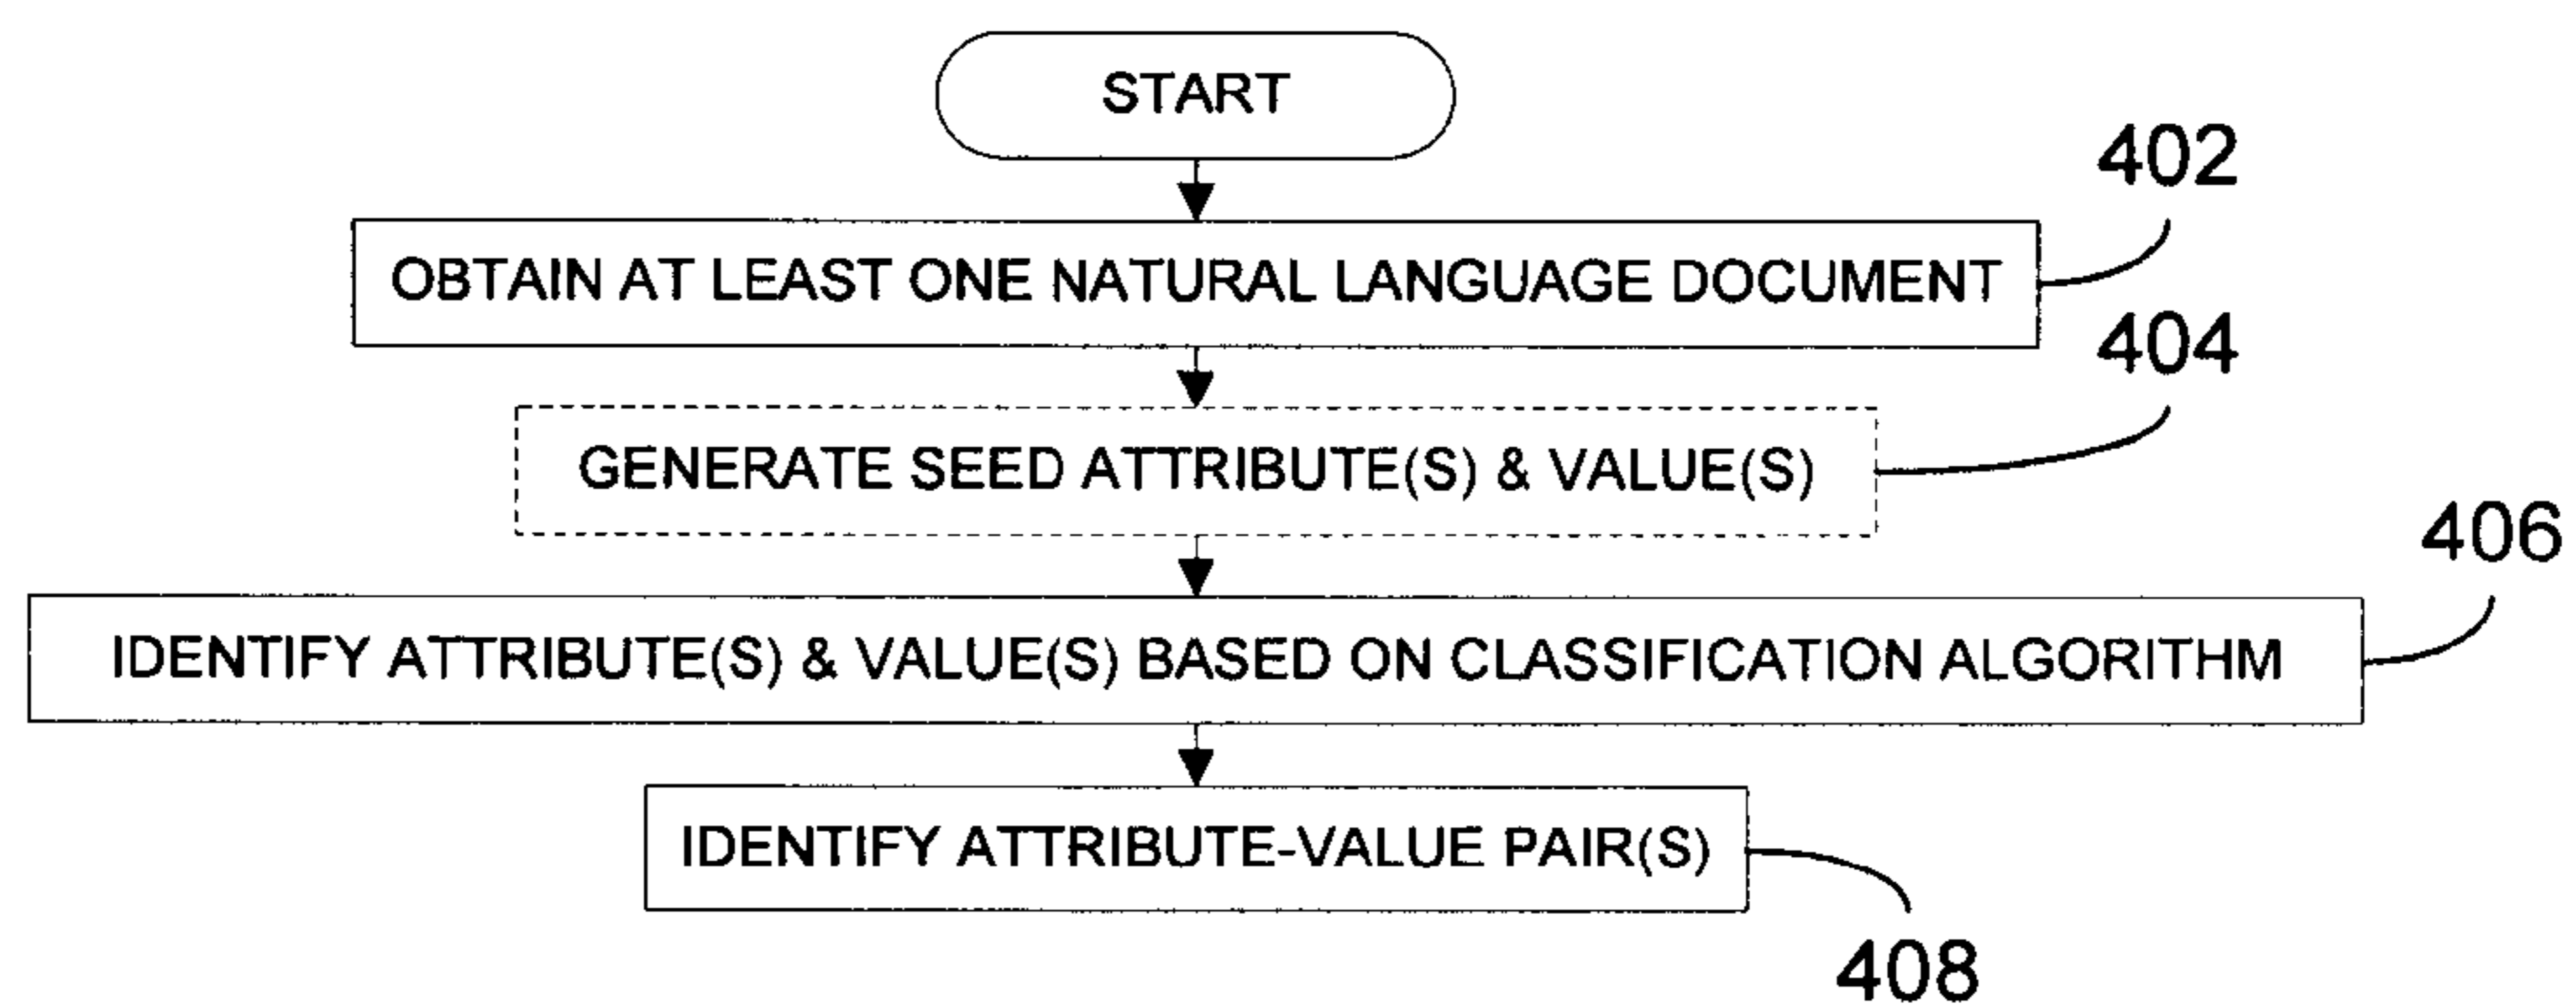 START
402
OBTAIN AT LEAST ONE NATURAL LANGUAGE DOCUMENT
404
GENERATE SEED ATTRIBUTE(S) & VALUE(S)
406
IDENTIFY ATTRIBUTE(S) & VALUE(S) BASED ON CLASSIFICATION ALGORITHM
IDENTIFY ATTRIBUTE-VALUE PAIR(S)
408